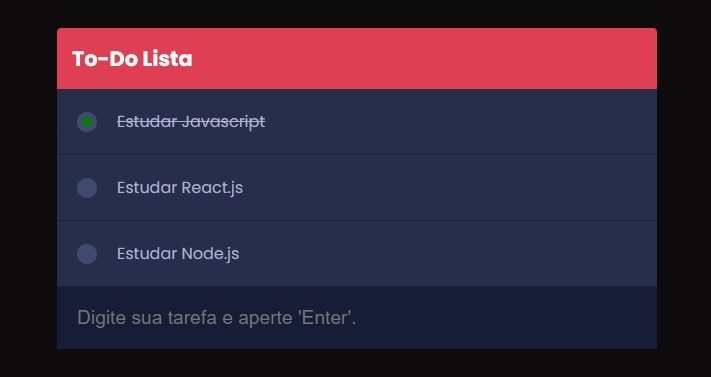 To-Do Lista
Estudar Javascript
Estudar React.js
Estudar Node.js
Digite sua tarefa e aperte 'Enter'.